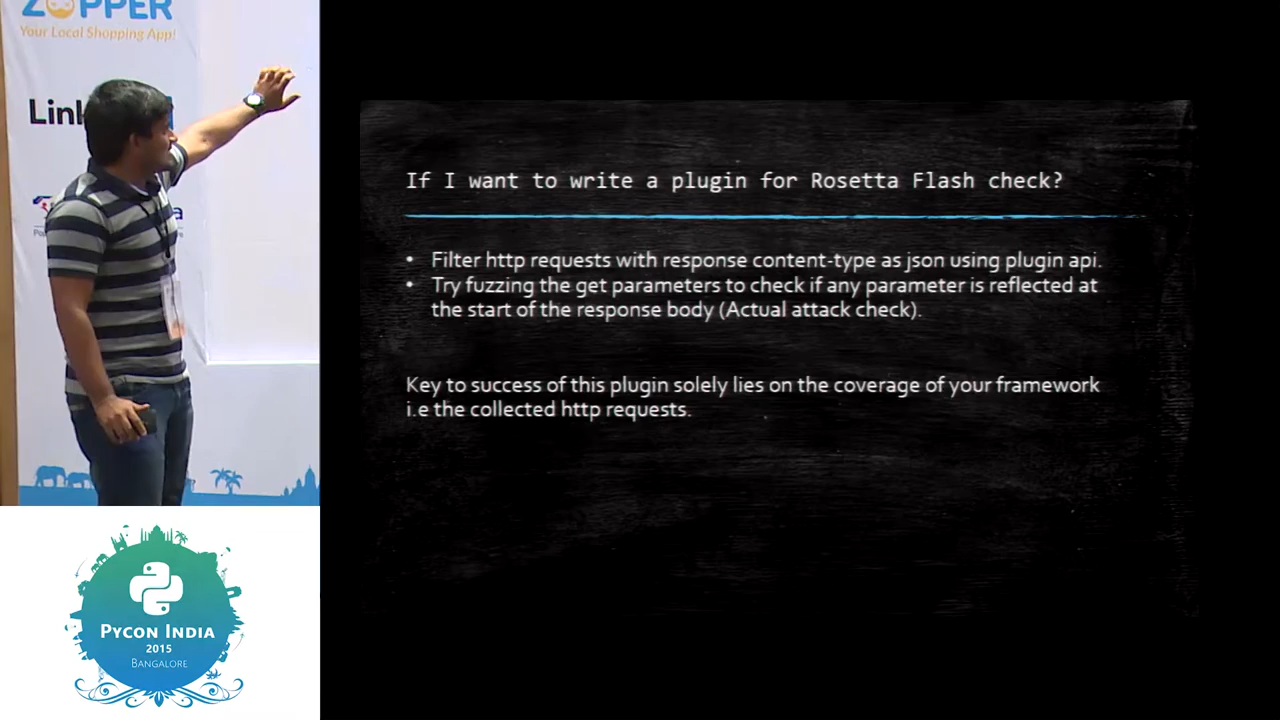 ZOPPER
Your Local Shopping App!
Link
If I want to write a plugin for Rosetta Flash check?
• Filter http requests with response content-type as json using plugin api.
• Try fuzzing the get parameters to check if any parameter is reflected at
the start of the response body (Actual attack check).
Key to success of this plugin solely lies on the coverage of your framework
i.e the collected http requests.
PYCON INDIA
2015
BANGALORE